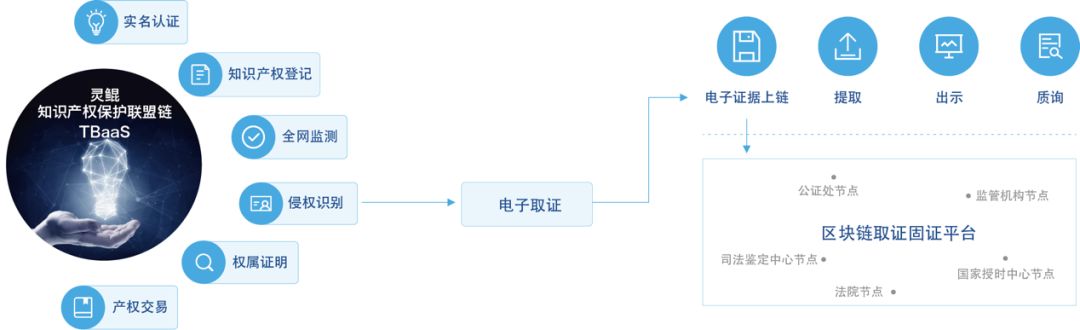 实名认证
知识产权登记
灵鲲
知识产权保护联盟链
TBaaS
全网监测
侵权识别
权属证明
产权交易
电子取证
电子证据上链
提取
出示
质询
公证处节点
监管机构节点
区块链取证固证平台
司法鉴定中心节点
国家授时中心节点
法院节点